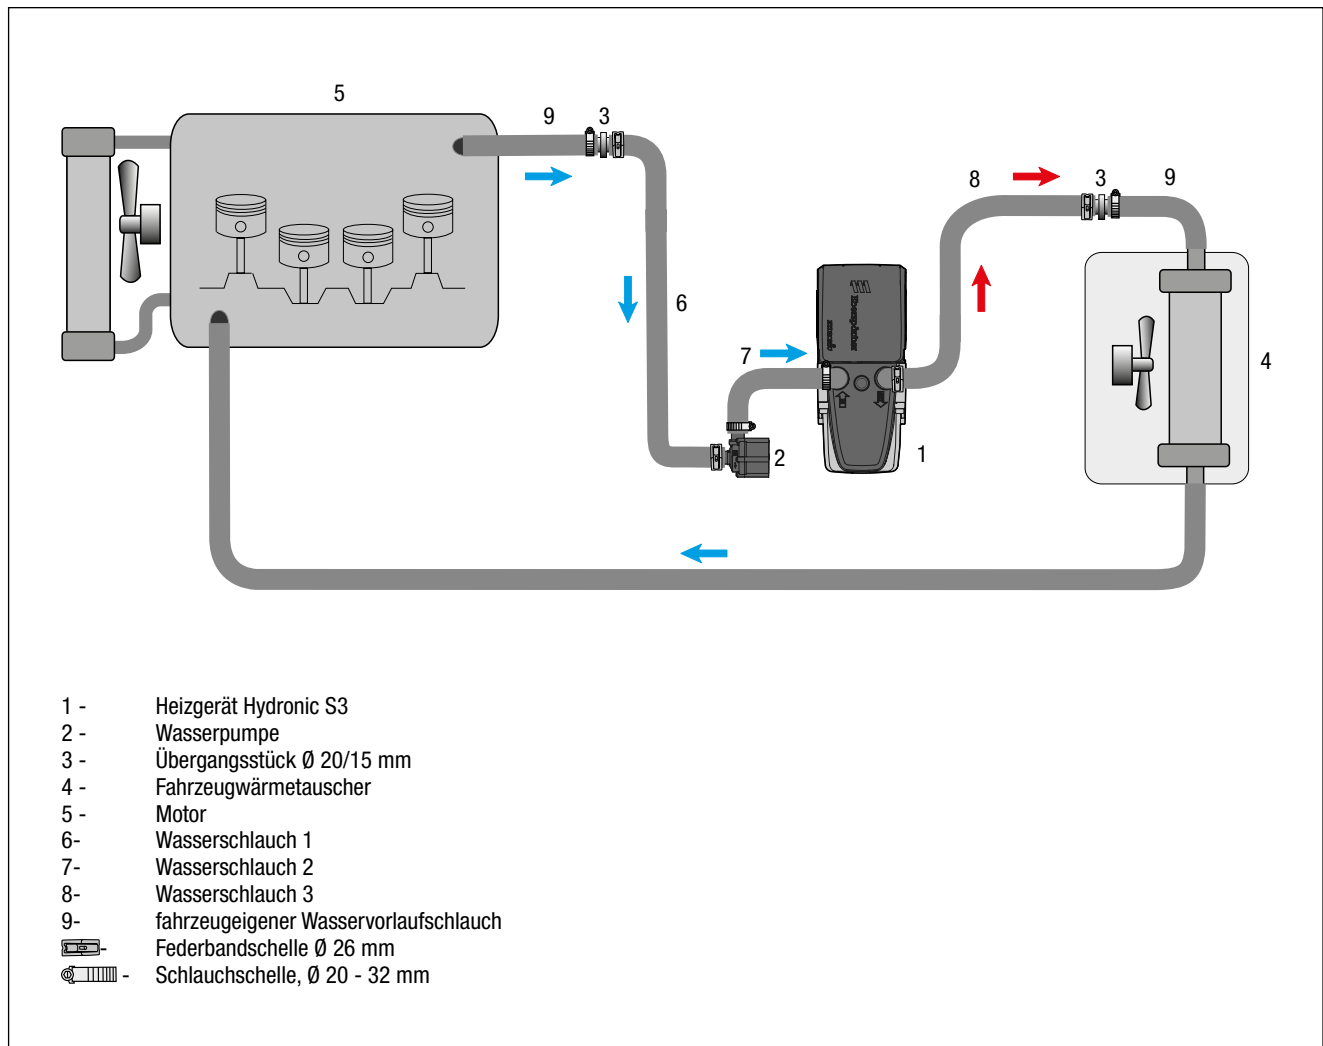 5
9 3
8 3 9
6
7
4
Eberspächer
2
1
1 - Heizgerät Hydronic S3
2 - Wasserpumpe
3 - Übergangsstück Ø 20/15 mm
4 - Fahrzeugwärmetauscher
5 - Motor
6- Wasserschlauch 1
7- Wasserschlauch 2
8- Wasserschlauch 3
9- fahrzeugeigener Wasservorlaufschlauch
- Federbandschelle Ø 26 mm
- Schlauchschelle, Ø 20 - 32 mm